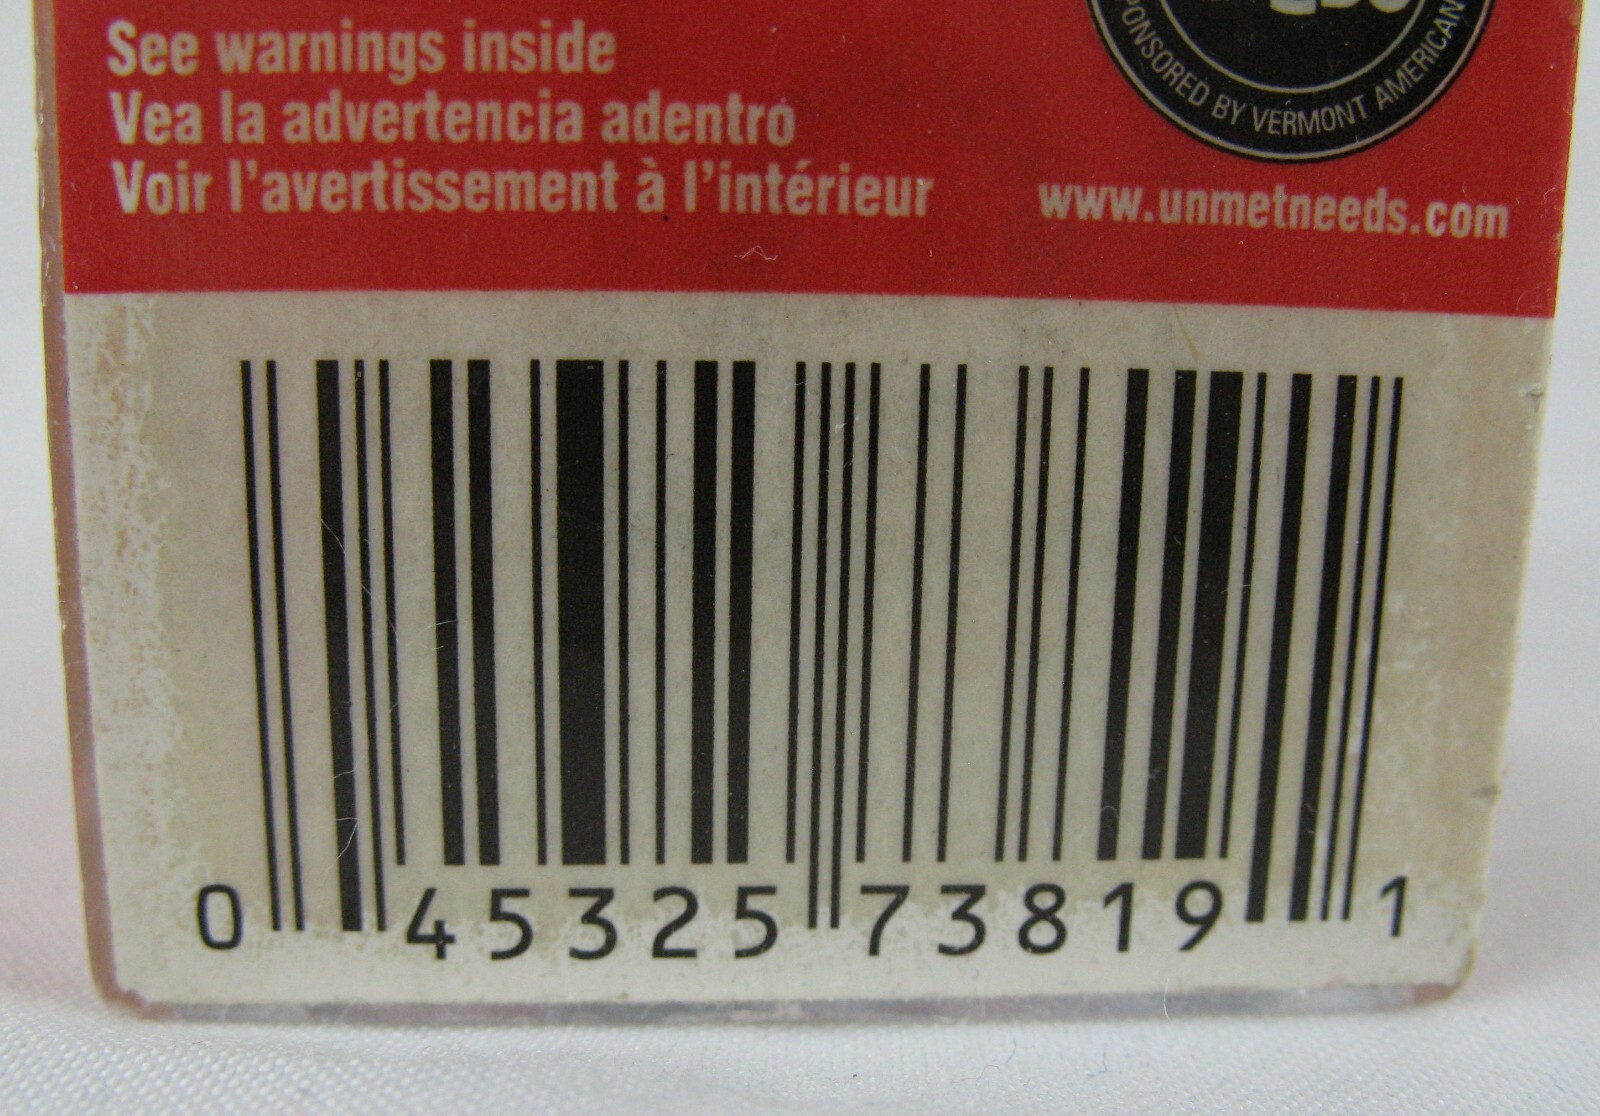 See warnings inside
Vea la advertencia adentro
Voir l'avertissement à l'intérieur
BY VERMONT AMERICAN
www.unmetneeds.com
0 45325 73819 1